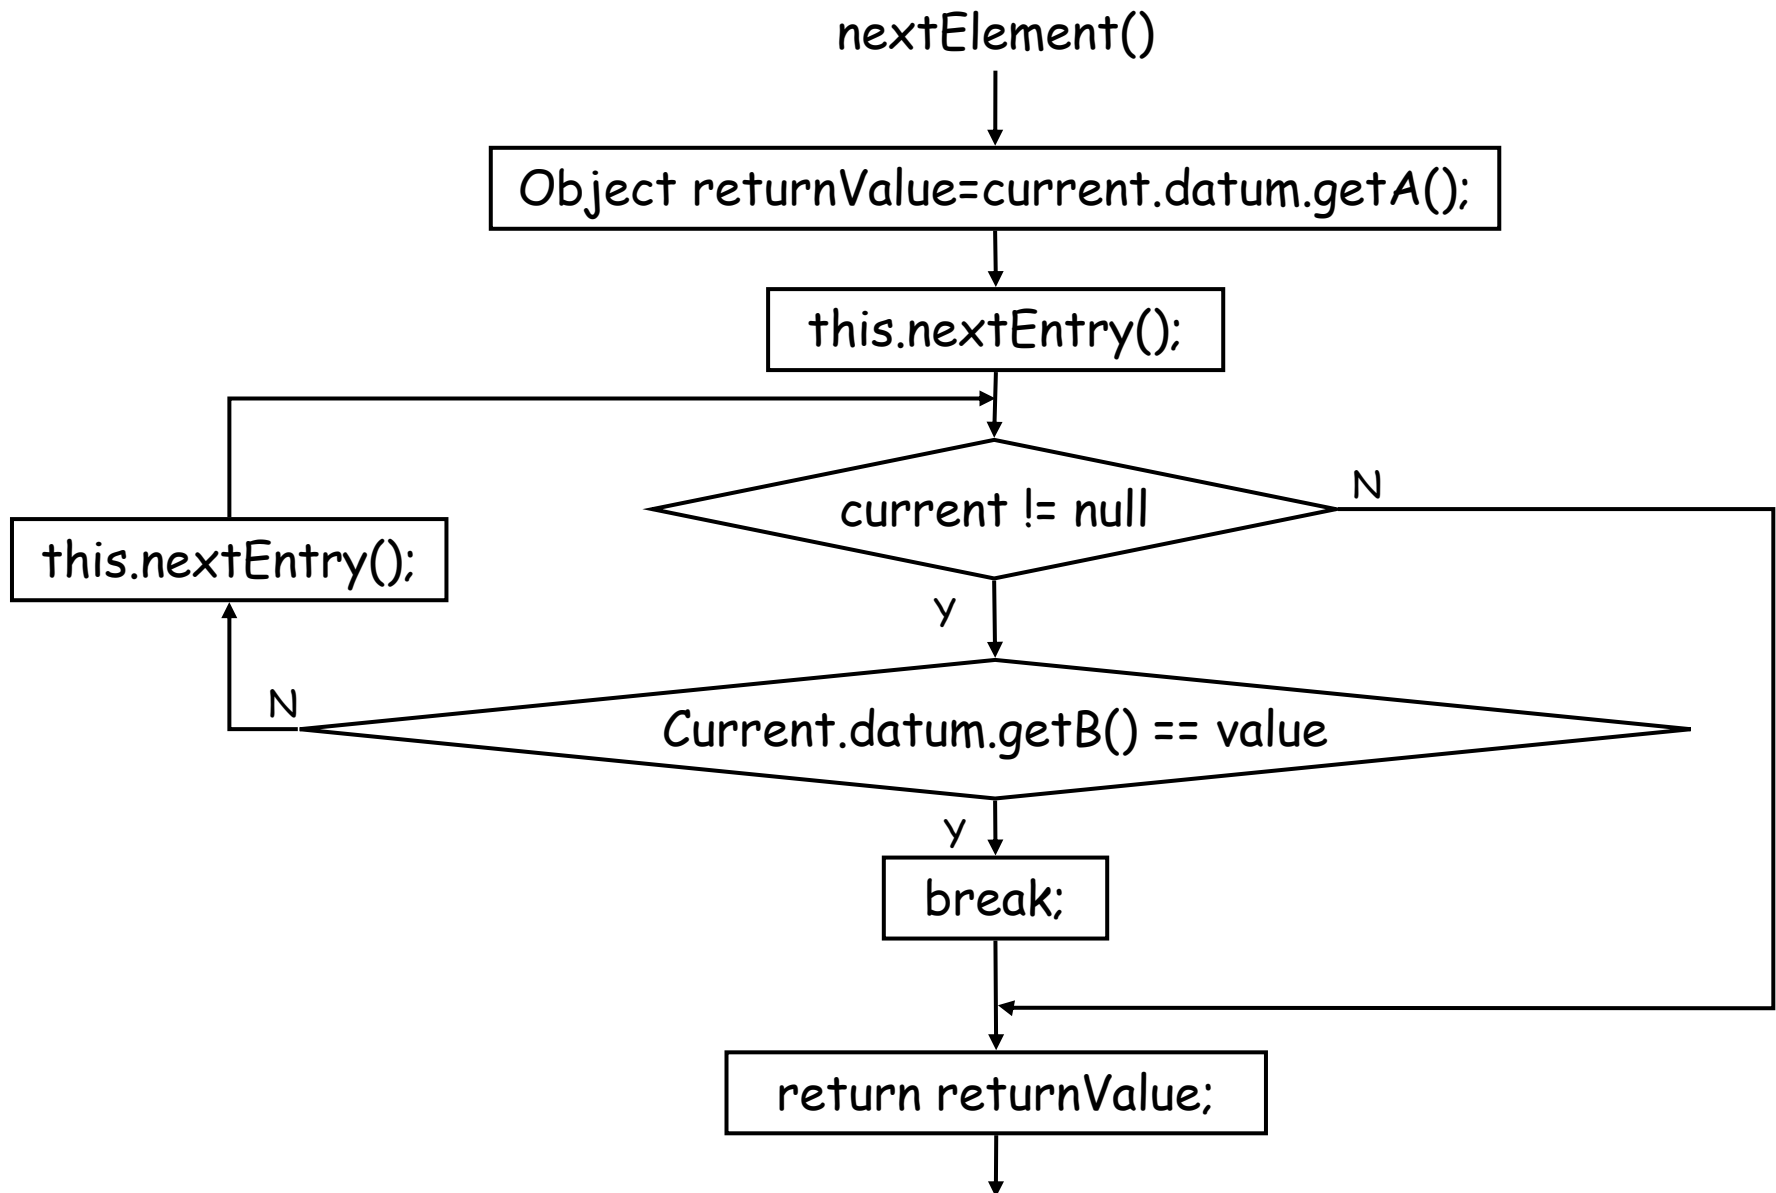 nextElement()
Object returnValue=current.datum.getA();
this.nextEntry();
current != null
N
this.nextEntry();
Y
N
Current.datum.getB() == value
Y
break;
return returnValue;